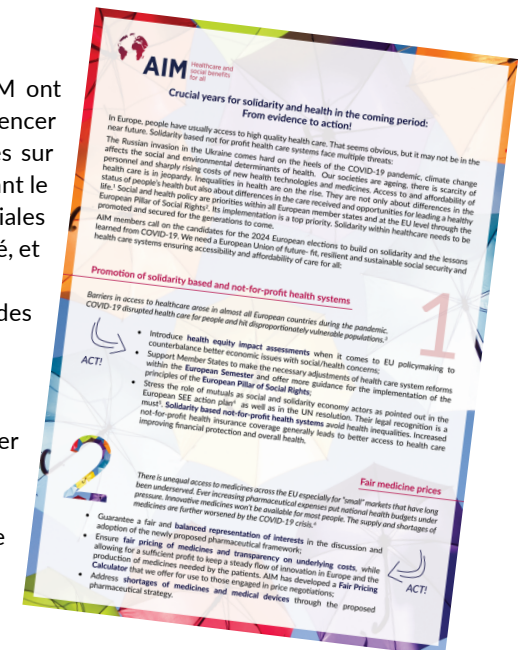 M ont
encer
s sur
nt le
iales
é, et
des
er
e
AIM Healthcare and
social benefits
for all
Crucial years for solidarity and health in the coming period:
From evidence to action!
In Europe, people have usually access to high quality health care. That seems obvious, but it may not be in the
near future. Solidarity based not for profit health care systems face multiple threats:
The Russian invasion in the Ukraine comes hard on the heels of the COVID-19 pandemic, climate change
affects the social and environmental determinants of health. Our societies are ageing, there is scarcity of
personnel and sharply rising costs of new health technologies and medicines. Access to and affordability of
health care is in jeopardy. Inequalities in health are on the rise. They are not only about differences in the
status of people's health but also about differences in the care received and opportunities for leading a healthy
life.¹ Social and health policy are priorities within all European member states and at the EU level through the
European Pillar of Social Rights². Its implementation is a top priority. Solidarity within healthcare needs to be
promoted and secured for the generations to come.
AIM members call on the candidates for the 2024 European elections to build on solidarity and the lessons
learned from COVID-19. We need a European Union of future- fit, resilient and sustainable social security and
health care systems ensuring accessibility and affordability of care for all:
Promotion of solidarity based and not-for-profit health systems
1
Barriers in access to healthcare arose in almost all European countries during the pandemic.
COVID-19 disrupted health care for people and hit disproportionately vulnerable populations.³
ACT!
• Introduce health equity impact assessments when it comes to EU policymaking to
counterbalance better economic issues with social/health concerns;
• Support Member States to make the necessary adjustments of health care system reforms
within the European Semester and offer more guidance for the implementation of the
principles of the European Pillar of Social Rights;
• Stress the role of mutuals as social and solidarity economy actors as pointed out in the
European SEE action plan⁴ as well as in the UN resolution. Their legal recognition is a
must⁵. Solidarity based not-for-profit health systems avoid health inequalities. Increased
not-for-profit health insurance coverage generally leads to better access to health care
improving financial protection and overall health.
2
Fair medicine prices
There is unequal access to medicines across the EU especially for "small" markets that have long
been underserved. Ever increasing pharmaceutical expenses put national health budgets under
pressure. Innovative medicines won't be available for most people. The supply and shortages of
medicines are further worsened by the COVID-19 crisis.⁶
• Guarantee a fair and balanced representation of interests in the discussion and
adoption of the newly proposed pharmaceutical framework;
• Ensure fair pricing of medicines and transparency on underlying costs, while
allowing for a sufficient profit to keep a steady flow of innovation in Europe and the
production of medicines needed by the patients. AIM has developed a Fair Pricing
Calculator that we offer for use to those engaged in price negotiations;
• Address shortages of medicines and medical devices through the proposed
pharmaceutical strategy.
ACT!